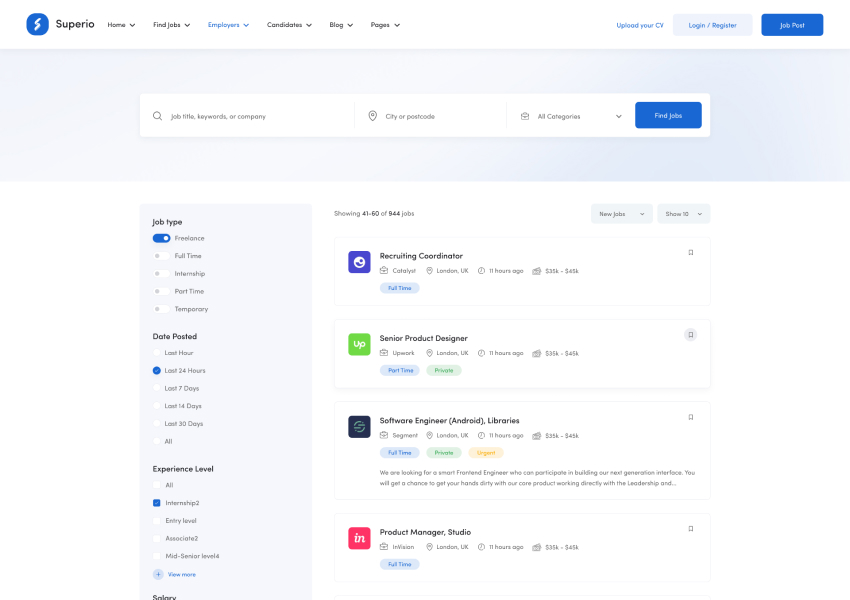 Superio Home Find Jobs Employers Candidates Blog Pages Upload your CV Login / Register Job Post
Job title, keywords, or company City or postcode All Categories Find Jobs
Job type
Freelance
Full Time
Internship
Part Time
Temporary
Date Posted
Last Hour
Last 24 Hours
Last 7 Days
Last 14 Days
Last 30 Days
All
Experience Level
All
Internship2
Entry level
Associate2
Mid-Senior level4
View more
Salary
Showing 41-60 of 944 jobs New Jobs Show 10
Recruiting Coordinator
Catalyst London, UK 11 hours ago $35k - $45k
Full Time
Up
Senior Product Designer
Upwork London, UK 11 hours ago $35k - $45k
Part Time Private
Software Engineer (Android), Libraries
Segment London, UK 11 hours ago $35k - $45k
Full Time Private Urgent
We are looking for a smart Frontend Engineer who can participate in building our next generation interface. You
will get a chance to get your hands dirty with our core product working directly with the Leadership and...
in
Product Manager, Studio
InVision London, UK 11 hours ago $35k - $45k
Full Time